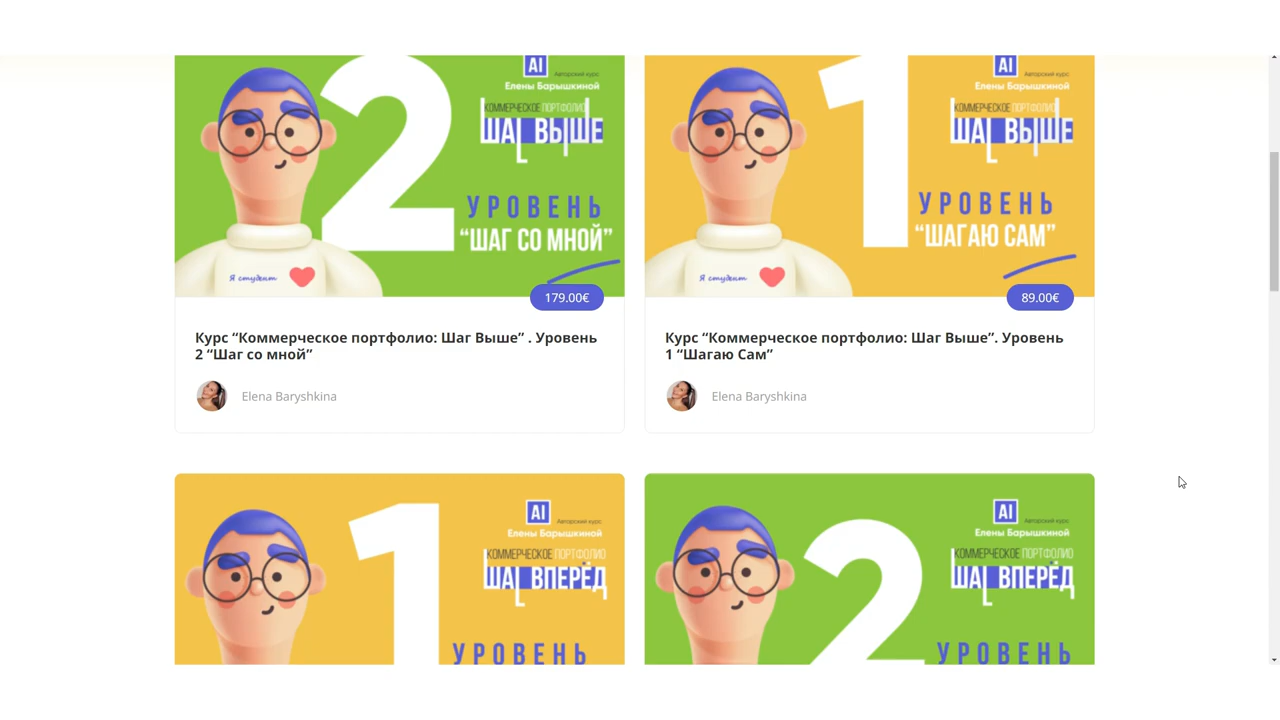 2
AI
Авторский курс
Елены Барышкиной
КОММЕРЧЕСКОЕ ПОРТФОЛИО
ШАГ ВЫШЕ
УРОВЕНЬ
“ШАГ СО МНОЙ”
Я студент
179.00€
Курс “Коммерческое портфолио: Шаг Выше” . Уровень
2 “Шаг со мной”
Elena Baryshkina
1
AI
Авторский курс
Елены Барышкиной
КОММЕРЧЕСКОЕ ПОРТФОЛИО
ШАГ ВЫШЕ
УРОВЕНЬ
“ШАГАЮ САМ”
Я студент
89.00€
Курс “Коммерческое портфолио: Шаг Выше”. Уровень
1 “Шагаю Сам”
Elena Baryshkina
1
AI
Авторский курс
Елены Барышкиной
КОММЕРЧЕСКОЕ ПОРТФОЛИО
ШАГ ВПЕРЁД
УРОВЕНЬ
2
AI
Авторский курс
Елены Барышкиной
КОММЕРЧЕСКОЕ ПОРТФОЛИО
ШАГ ВПЕРЁД
УРОВЕНЬ